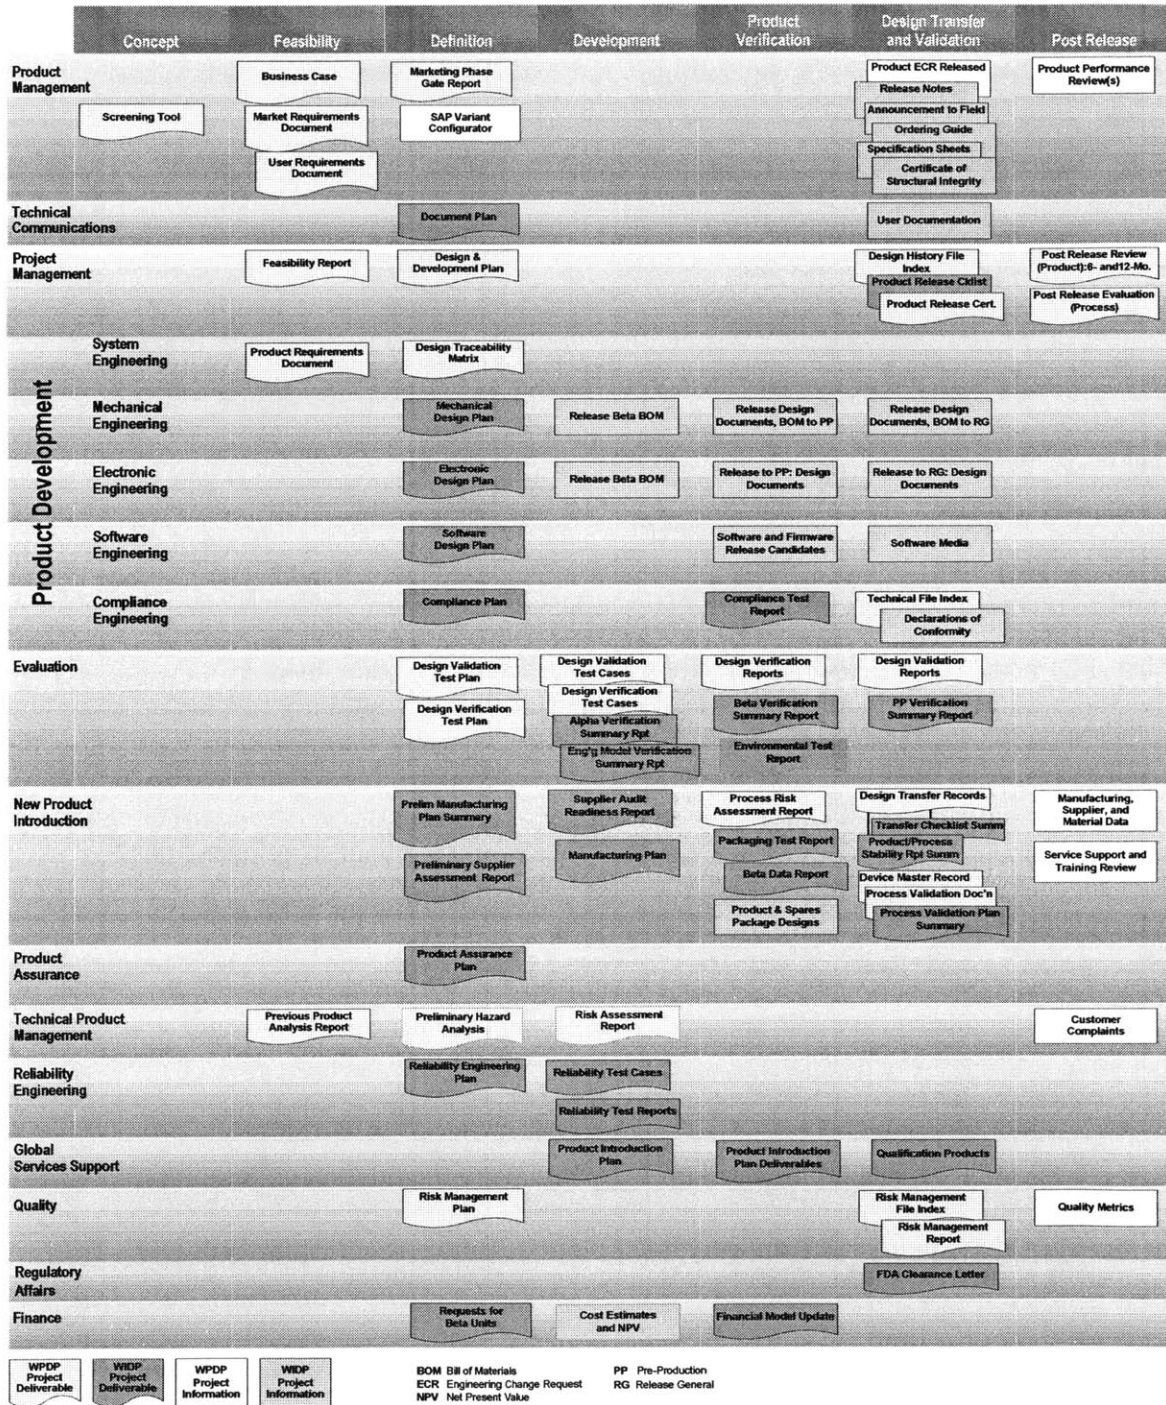 Concept
Feasibility
Definition
Development
Product
Verification
Design Transfer
and Validation
Post Release
Product
Management
Screening Tool
Business Case
Market Requirements
Document
User Requirements
Document
Marketing Phase
Gate Report
SAP Variant
Configurator
Product ECR Released
Release Notes
Announcement to Field
Ordering Guide
Specification Sheets
Certificate of
Structural Integrity
Product Performance
Review(s)
Technical
Communications
Document Plan
User Documentation
Project
Management
Feasibility Report
Design &
Development Plan
Design History File
Index
Product Release Cklist
Product Release Cert.
Post Release Review
(Product):6- and12-Mo.
Post Release Evaluation
(Process)
Product Development
System
Engineering
Product Requirements
Document
Design Traceability
Matrix
Mechanical
Engineering
Mechanical
Design Plan
Release Beta BOM
Release Design
Documents, BOM to PP
Release Design
Documents, BOM to RG
Electronic
Engineering
Electronic
Design Plan
Release Beta BOM
Release to PP: Design
Documents
Release to RG: Design
Documents
Software
Engineering
Software
Design Plan
Software and Firmware
Release Candidates
Software Media
Compliance
Engineering
Compliance Plan
Compliance Test
Report
Technical File Index
Declarations of
Conformity
Evaluation
Design Validation
Test Plan
Design Verification
Test Plan
Design Validation
Test Cases
Design Verification
Test Cases
Alpha Verification
Summary Rpt
Eng'g Model Verification
Summary Rpt
Design Verification
Reports
Beta Verification
Summary Report
Environmental Test
Report
Design Validation
Reports
PP Verification
Summary Report
New Product
Introduction
Prelim Manufacturing
Plan Summary
Preliminary Supplier
Assessment Report
Supplier Audit
Readiness Report
Manufacturing Plan
Process Risk
Assessment Report
Packaging Test Report
Beta Data Report
Product & Spares
Package Designs
Design Transfer Records
Transfer Checklist Summ
Product/Process
Stability Rpt Summ
Device Master Record
Process Validation Doc'n
Process Validation Plan
Summary
Manufacturing,
Supplier, and
Material Data
Service Support and
Training Review
Product
Assurance
Product Assurance
Plan
Technical Product
Management
Previous Product
Analysis Report
Preliminary Hazard
Analysis
Risk Assessment
Report
Customer
Complaints
Reliability
Engineering
Reliability Engineering
Plan
Reliability Test Cases
Reliability Test Reports
Global
Services Support
Product Introduction
Plan
Product Introduction
Plan Deliverables
Qualification Products
Quality
Risk Management
Plan
Risk Management
File Index
Risk Management
Report
Quality Metrics
Regulatory
Affairs
FDA Clearance Letter
Finance
Requests for
Beta Units
Cost Estimates
and NPV
Financial Model Update
WPDP
Project
Deliverable
WIDP
Project
Deliverable
WPDP
Project
Information
WIDP
Project
Information
BOM Bill of Materials
ECR Engineering Change Request
NPV Net Present Value
PP Pre-Production
RG Release General